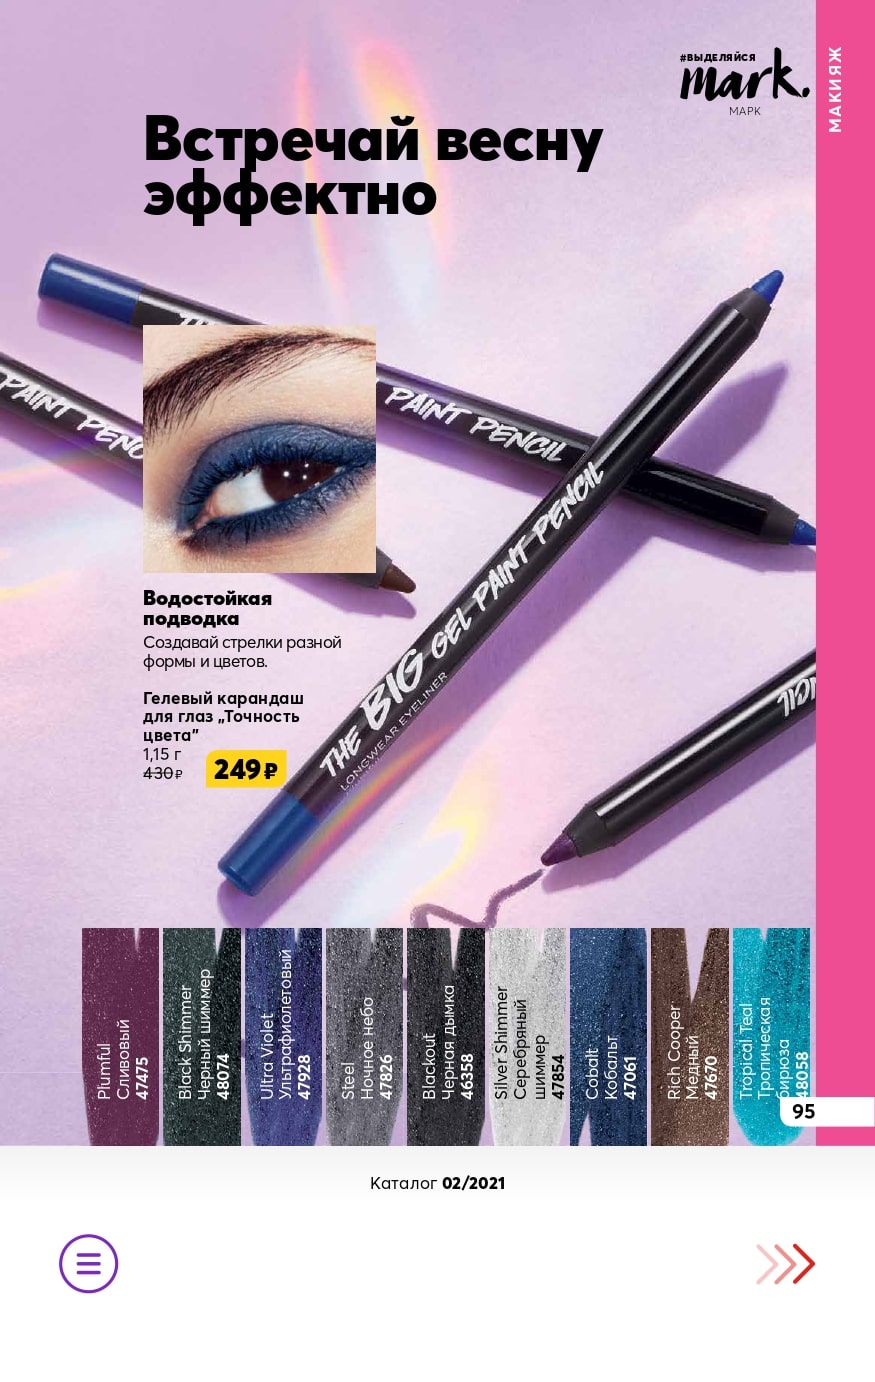 #ВЫДЕЛЯЙСЯ
mark.
МАРК
МАКИЯЖ
Встречай весну
эффектно
PAINT PENC
PAINT PENCIL
THE BIG GEL PAINT PENCIL
LONGWEAR EYELINER
Водостойкая
подводка
Создавай стрелки разной
формы и цветов.
Гелевый карандаш
для глаз „Точность
цвета”
1,15 г
430 ₽
249 ₽
Plumful
Сливовый
47475
Black Shimmer
Черный шиммер
48074
Ultra Violet
Ультрафиолетовый
47928
Steel
Ночное небо
47826
Blackout
Черная дымка
46358
Silver Shimmer
Серебряный
шиммер
47854
Cobalt
Кобальт
47061
Rich Cooper
Медный
47670
Tropical Teal
Тропическая
бирюза
48058
95
Каталог 02/2021